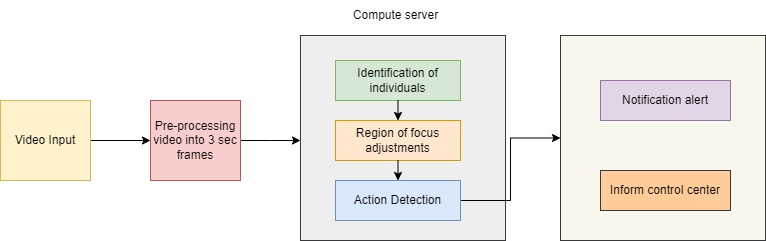 Compute server
Video Input
Pre-processing
video into 3 sec
frames
Identification of
individuals
Region of focus
adjustments
Action Detection
Notification alert
Inform control center